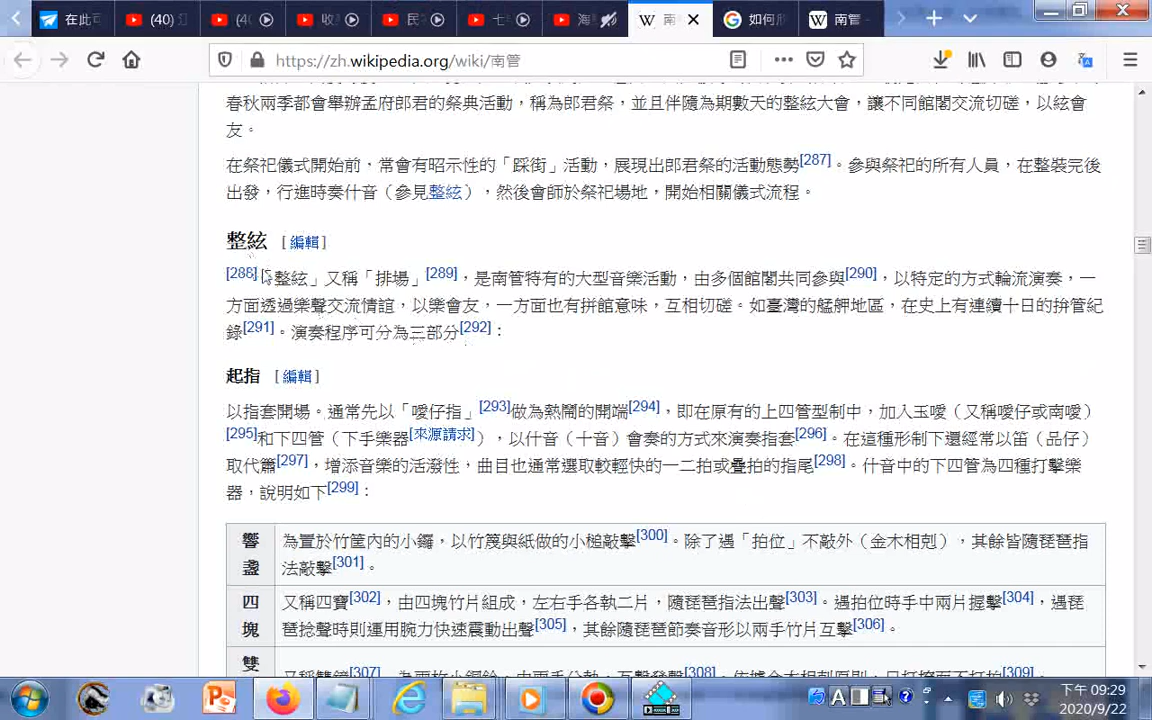 在此可
(40)
(4
收
民
七
海
南
如何
南管 -
https://zh.wikipedia.org/wiki/南管
春秋兩季都會舉辦孟府郎君的祭典活動，稱為郎君祭，並且伴隨為期數天的整絃大會，讓不同館閣交流切磋，以絃會
友。
在祭祀儀式開始前，常會有昭示性的「踩街」活動，展現出郎君祭的活動態勢[287]。參與祭祀的所有人員，在整裝完後
出發，行進時奏什音（參見整絃），然後會師於祭祀場地，開始相關儀式流程。
整絃 [編輯]
[288]「整絃」又稱「排場」[289]，是南管特有的大型音樂活動，由多個館閣共同參與[290]，以特定的方式輪流演奏，一
方面透過樂聲交流情誼，以樂會友，一方面也有拼館意味，互相切磋。如臺灣的艋舺地區，在史上有連續十日的拚管紀
錄[291]。演奏程序可分為三部分[292]：
起指 [編輯]
以指套開場。通常先以「噯仔指」[293]做為熱鬧的開端[294]，即在原有的上四管型制中，加入玉噯（又稱噯仔或南噯）
[295]和下四管（下手樂器[來源請求]），以什音（十音）會奏的方式來演奏指套[296]。在這種形制下還經常以笛（品仔）
取代簫[297]，增添音樂的活潑性，曲目也通常選取較輕快的一二拍或疊拍的指尾[298]。什音中的下四管為四種打擊樂
器，說明如下[299]：
響盞 為置於竹筐內的小鑼，以竹篾與紙做的小槌敲擊[300]。除了遇「拍位」不敲外（金木相剋），其餘皆隨琵琶指
法敲擊[301]。
四塊 又稱四寶[302]，由四塊竹片組成，左右手各執二片，隨琵琶指法出聲[303]。遇拍位時手中兩片握擊[304]，遇琵
琶捻聲時則運用腕力快速震動出聲[305]，其餘隨琵琶節奏音形以兩手竹片互擊[306]。
雙 又稱雙鐘[307]
[308]
[309]
下午 09:29
2020/9/22